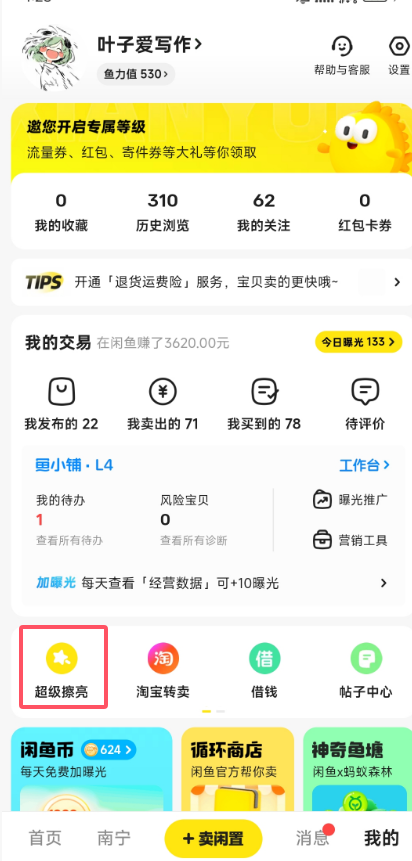 叶子爱写作
鱼力值 530
帮助与客服
设置
邀您开启专属等级
流量券、红包、寄件券等大礼等你领取
0 310 62 0
我的收藏 历史浏览 我的关注 红包卡券
TIPS 开通「退货运费险」服务，宝贝卖的更快哦~
我的交易 在闲鱼赚了3620.00元 今日曝光 133
我发布的 22 我卖出的 71 我买到的 78 待评价
鱼小铺·L4 工作台
我的待办 风险宝贝 曝光推广
1 0
查看所有待办 查看所有诊断 营销工具
加曝光 每天查看「经营数据」可+10曝光
淘 借
超级擦亮 淘宝转卖 借钱 帖子中心
闲鱼币 624 循环商店 神奇鱼塘
每天免费加曝光 闲鱼官方帮你卖 闲鱼x蚂蚁森林
首页 南宁 +卖闲置 消息 我的